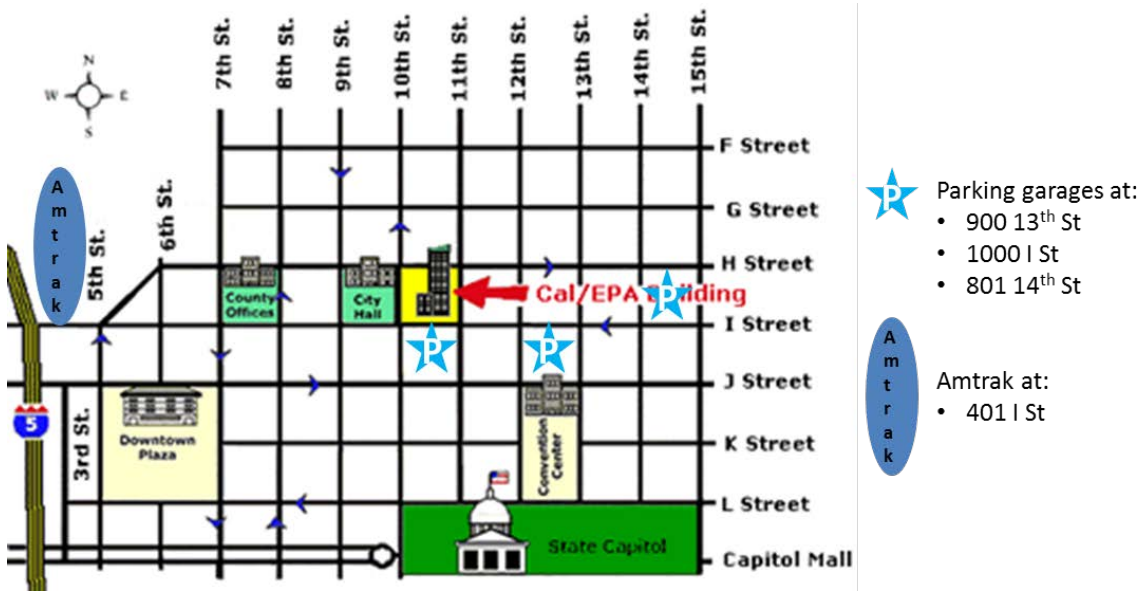 7th St.
8th St.
9th St.
10th St.
11th St.
12th St.
13th St.
14th St.
15th St.
N
W
E
S
F Street
G Street
H Street
I Street
J Street
K Street
L Street
Capitol Mall
Amtrak
5th St.
6th St.
3rd St.
5
County
Offices
City
Hall
Cal/EPA Building
P
P
P
Downtown
Plaza
Convention
Center
State Capitol
P
Parking garages at:
• 900 13th St
• 1000 I St
• 801 14th St
Amtrak
Amtrak at:
• 401 I St